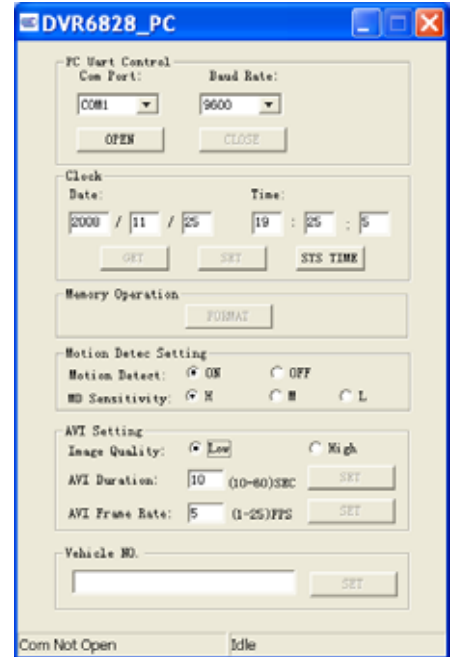 DVR6828_PC
PC Uart Control
Com Port: Baud Rate:
COM1 9600
OPEN CLOSE
Clock
Date: Time:
2008 / 11 / 25 19 : 25 : 5
GET SET SYS TIME
Memory Operation
FORMAT
Motion Detec Setting
Motion Detect: ON OFF
MD Sensitivity: H M L
AVI Setting
Image Quality: Low High
AVI Duration: 10 (10-60)SEC SET
AVI Frame Rate: 5 (1-25)FPS SET
Vehicle NO.
SET
Com Not Open Idle